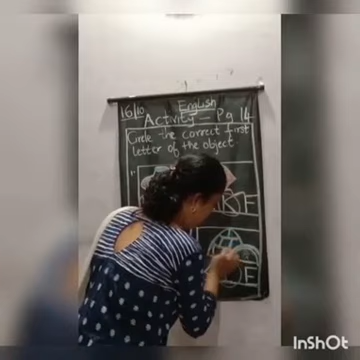 16/10 English
Activity - Pg 14
Circle the correct first
letter of the object.
K F
F
InShOt